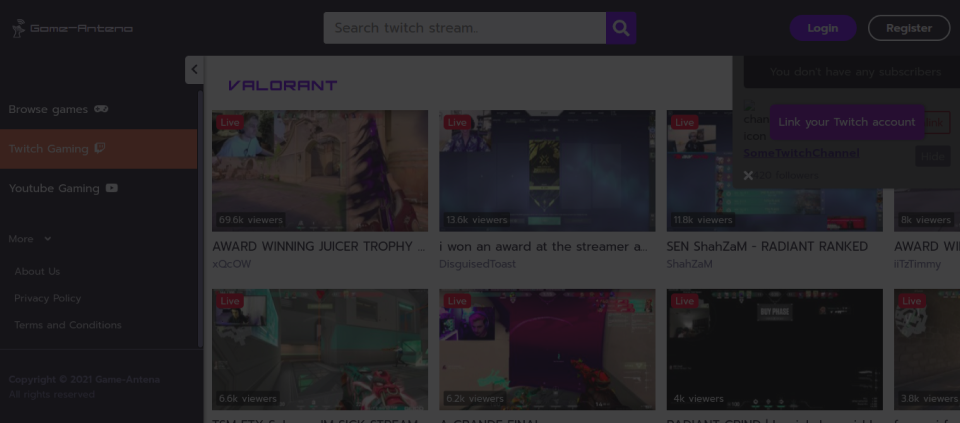 Game-Antena
Search twitch stream..
Login
Register
Browse games
Twitch Gaming
Youtube Gaming
More
About Us
Privacy Policy
Terms and Conditions
Copyright © 2021 Game-Antena
All rights reserved
VALORANT
You don't have any subscribers
Link your Twitch account
icon
SomeTwitchChannel
Hide
followers
Live
69.6k viewers
AWARD WINNING JUICER TROPHY ...
xQcOW
Live
13.6k viewers
i won an award at the streamer a...
DisguisedToast
Live
11.8k viewers
SEN ShahZaM - RADIANT RANKED
ShahZaM
8k viewers
AWARD WI
iiTzTimmy
Live
6.6k viewers
Live
6.2k viewers
Live
BUY PHASE
4k viewers
Live
3.8k viewers